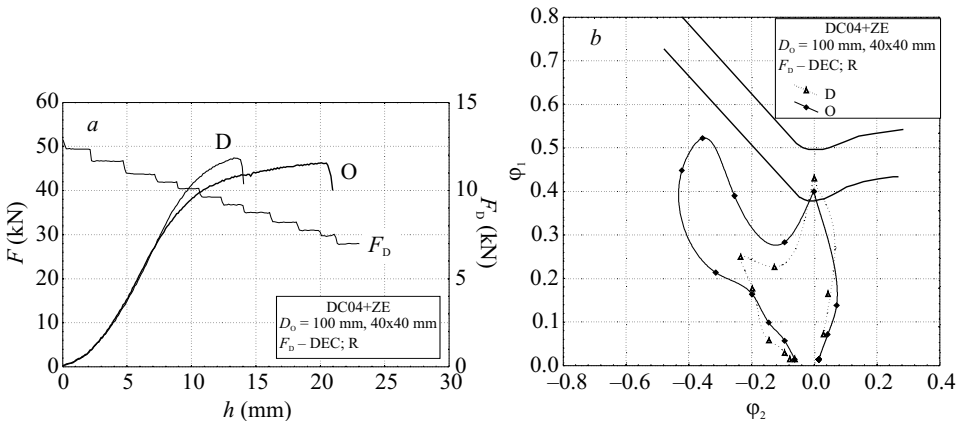 a
D
O
F_D
F (kN)
60
50
40
30
20
10
0
15
10
5
0
F_D (kN)
DC04+ZE
D_O = 100 mm, 40x40 mm
F_D – DEC; R
0
5
10
15
20
25
30
h (mm)
b
φ₁
0.8
0.7
0.6
0.5
0.4
0.3
0.2
0.1
0.0
DC04+ZE
D_O = 100 mm, 40x40 mm
F_D – DEC; R
D
O
–0.8
–0.6
–0.4
–0.2
0.0
0.2
0.4
φ₂